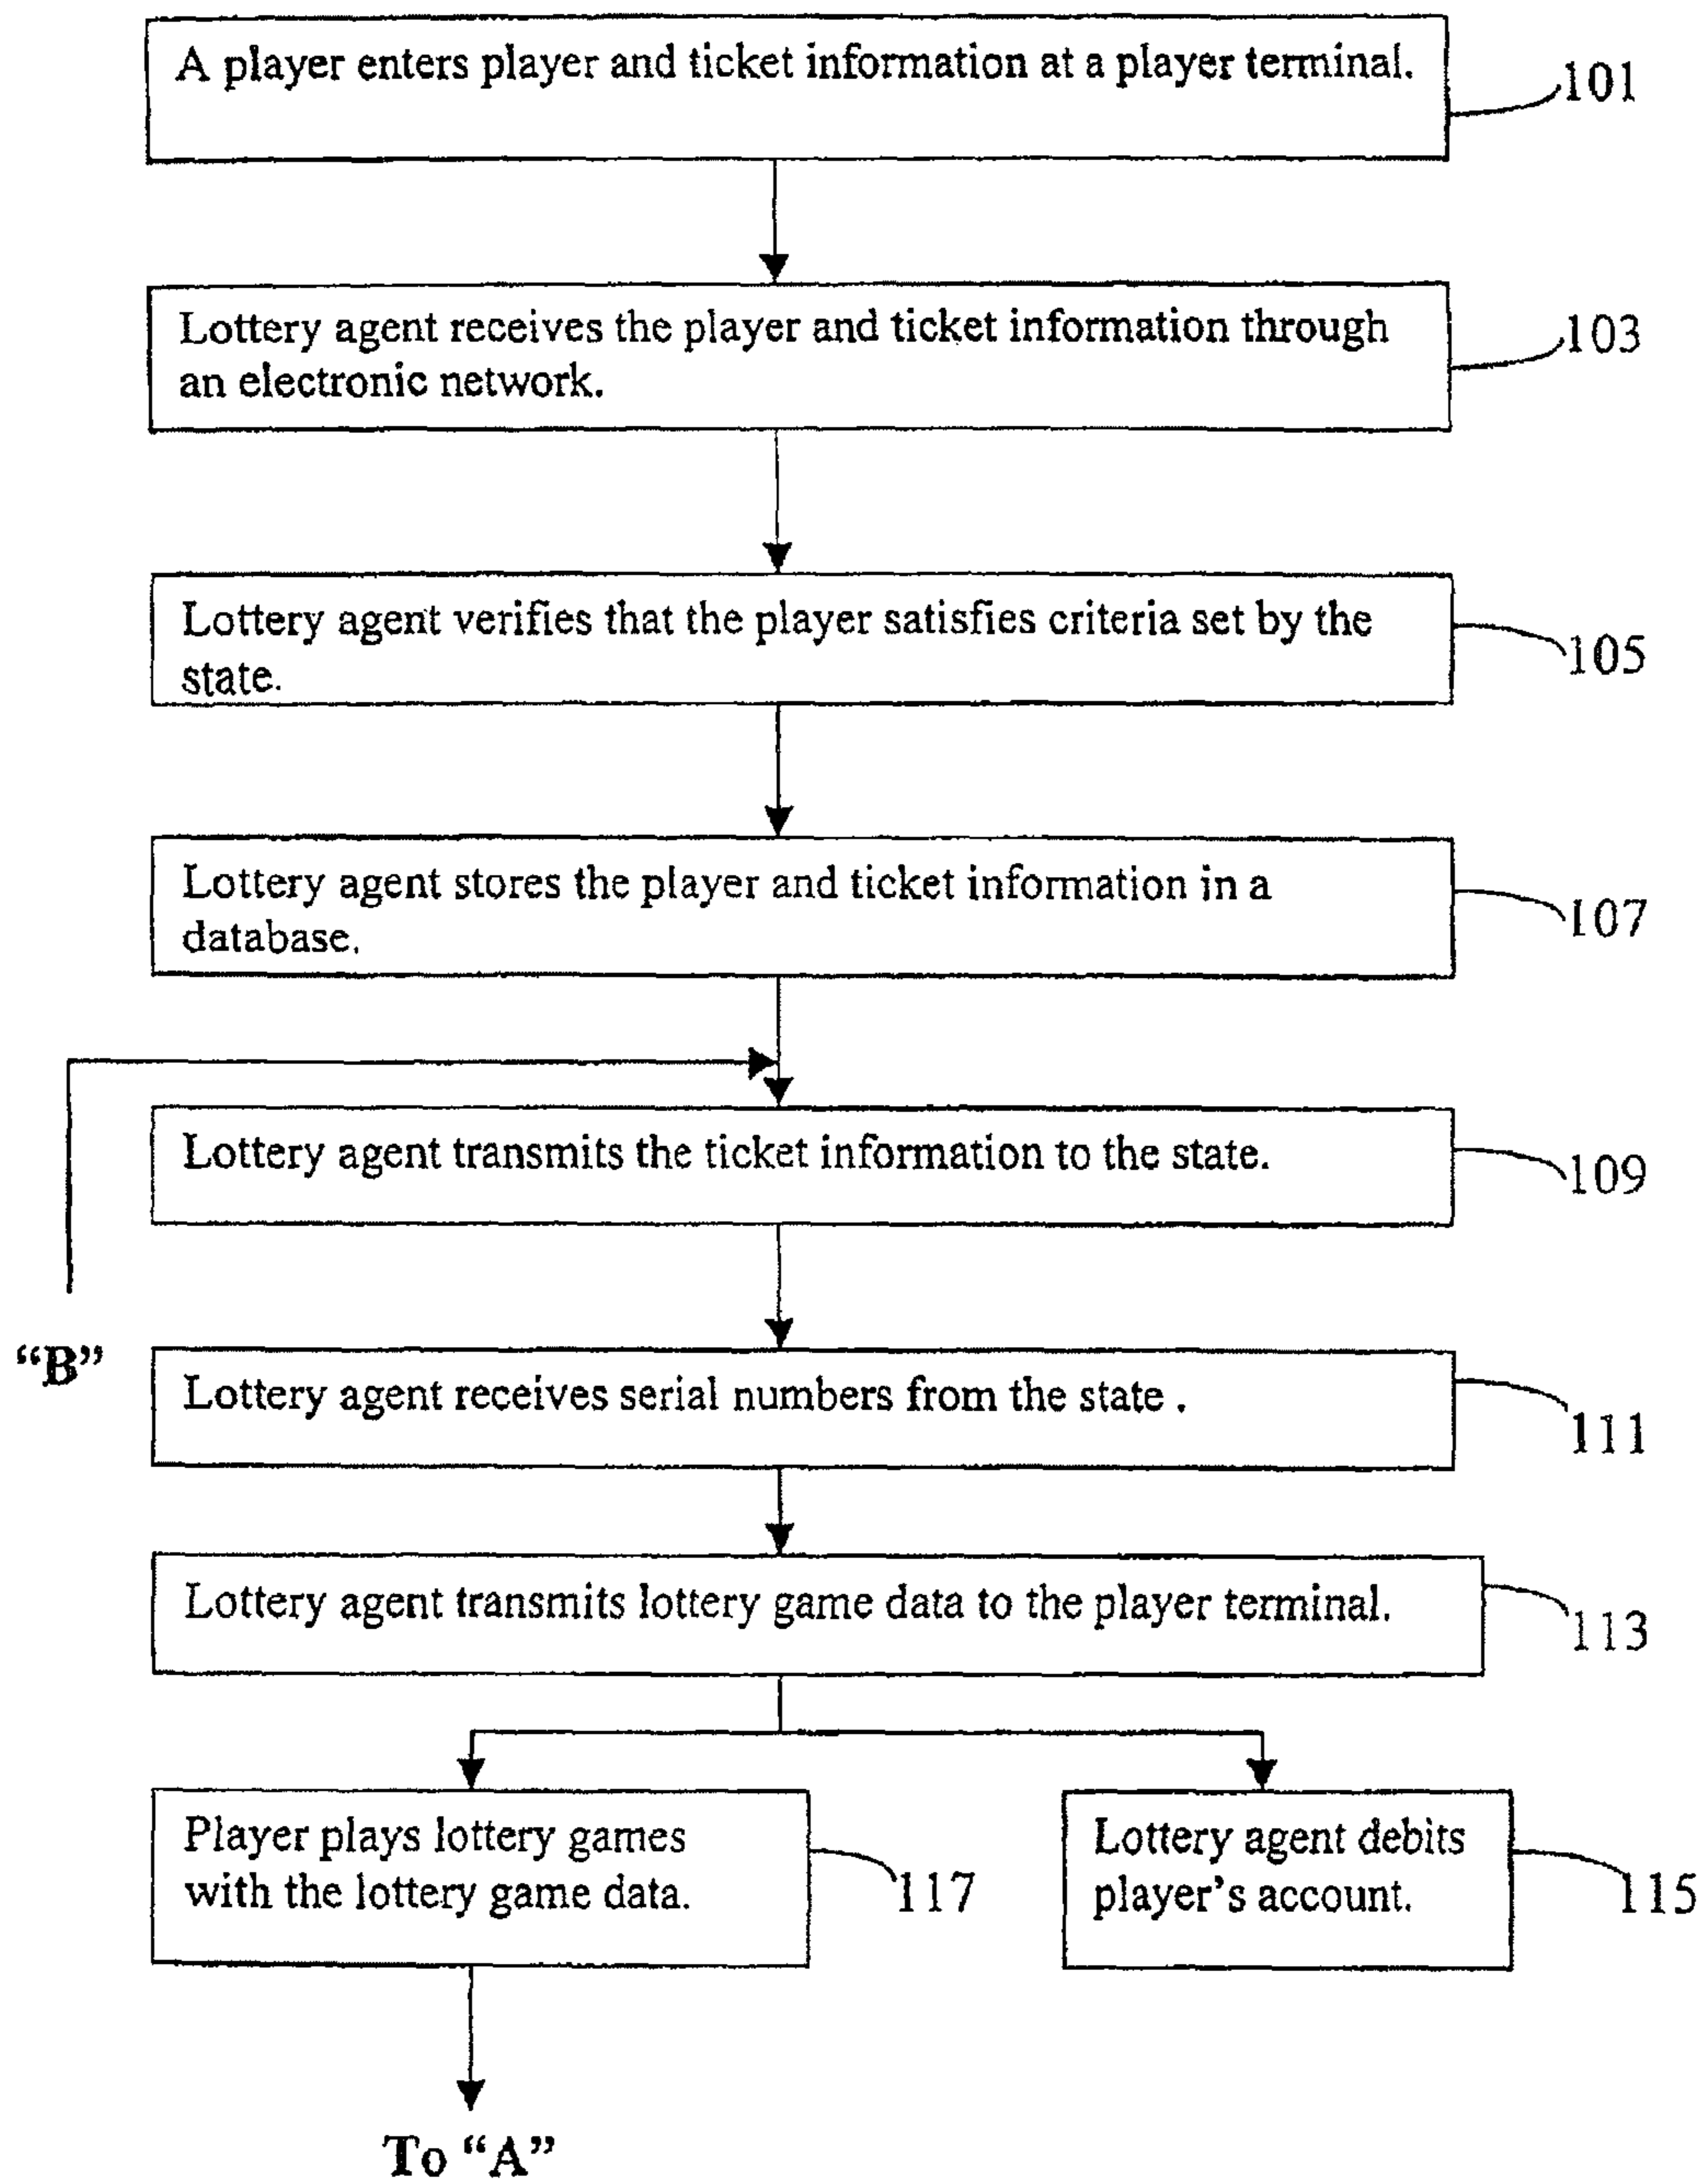 A player enters player and ticket information at a player terminal.
101
Lottery agent receives the player and ticket information through
an electronic network.
103
Lottery agent verifies that the player satisfies criteria set by the
state.
105
Lottery agent stores the player and ticket information in a
database.
107
Lottery agent transmits the ticket information to the state.
109
“B”
Lottery agent receives serial numbers from the state .
111
Lottery agent transmits lottery game data to the player terminal.
113
Player plays lottery games
with the lottery game data.
117
Lottery agent debits
player’s account.
115
To “A”